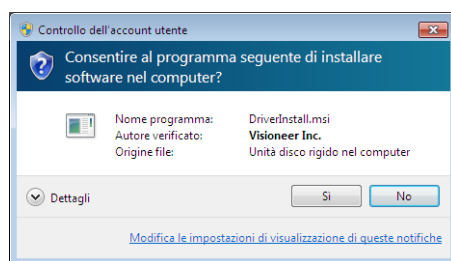 Controllo dell'account utente
Consentire al programma seguente di installare
software nel computer?
Nome programma: DriverInstall.msi
Autore verificato: Visioneer Inc.
Origine file: Unità disco rigido nel computer
Dettagli
Sì
No
Modifica le impostazioni di visualizzazione di queste notifiche